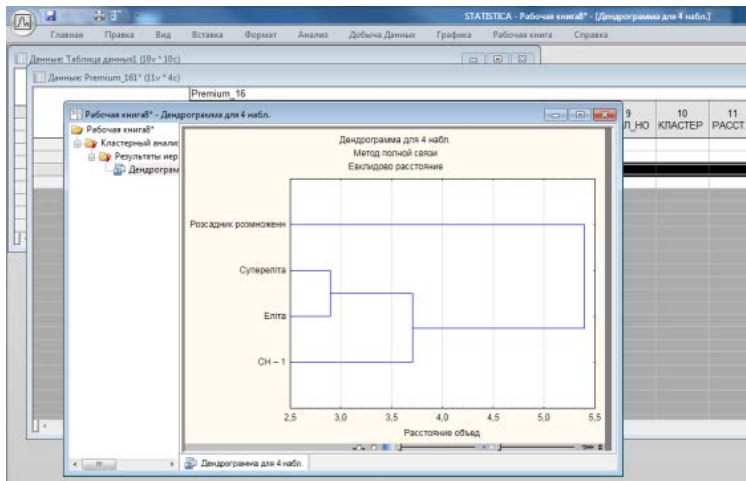 STATISTICA - Рабочая книга8* - [Дендрограмма для 4 набл.]
Главная Правка Вид Вставка Формат Анализ Добыча Данных Графика Рабочая книга Справка
Данные: Таблица данных1 (10v * 10c)
Данные: Premium_161* (11v * 4c)
Premium_16
Рабочая книга8* - Дендрограмма для 4 набл.
9 10 11
Л_НО КЛАСТЕР РАССТ
Рабочая книга8*
Кластерный анализ
Результаты иер
Дендрограм
Дендрограмма для 4 набл.
Метод полной связи
Евклидово расстояние
Розсадник розмноженн
Супереліта
Еліта
СН – 1
2,5 3,0 3,5 4,0 4,5 5,0 5,5
Расстояние объед.
Дендрограмма для 4 набл.